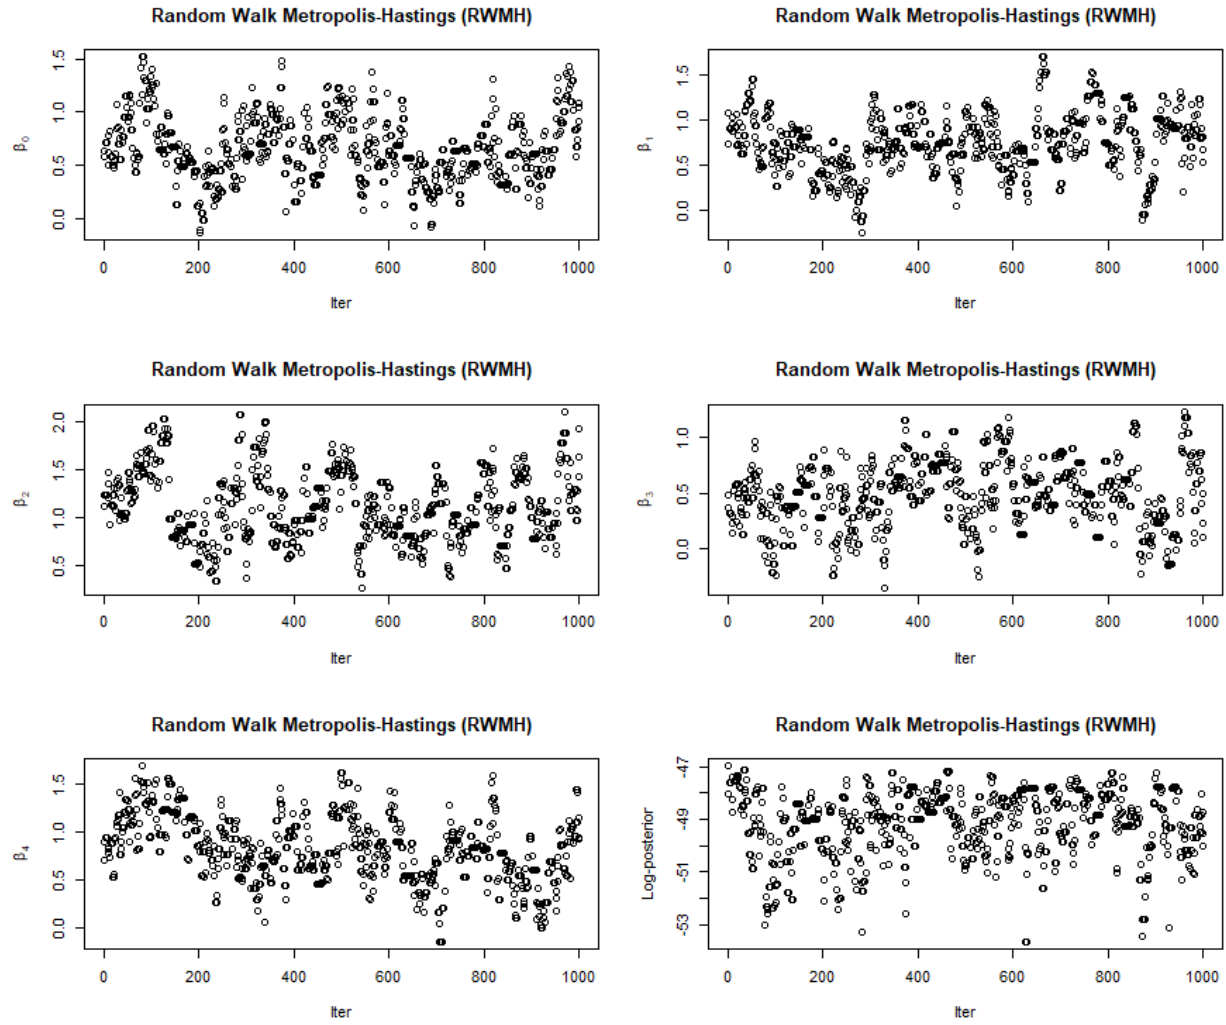 Random Walk Metropolis-Hastings (RWMH)
β0
0.0 0.5 1.0 1.5
0 200 400 600 800 1000
Iter
Random Walk Metropolis-Hastings (RWMH)
β1
0.0 0.5 1.0 1.5
0 200 400 600 800 1000
Iter
Random Walk Metropolis-Hastings (RWMH)
β2
0.5 1.0 1.5 2.0
0 200 400 600 800 1000
Iter
Random Walk Metropolis-Hastings (RWMH)
β3
0.0 0.5 1.0
0 200 400 600 800 1000
Iter
Random Walk Metropolis-Hastings (RWMH)
β4
0.0 0.5 1.0 1.5
0 200 400 600 800 1000
Iter
Random Walk Metropolis-Hastings (RWMH)
Log-posterior
-53 -51 -49 -47
0 200 400 600 800 1000
Iter